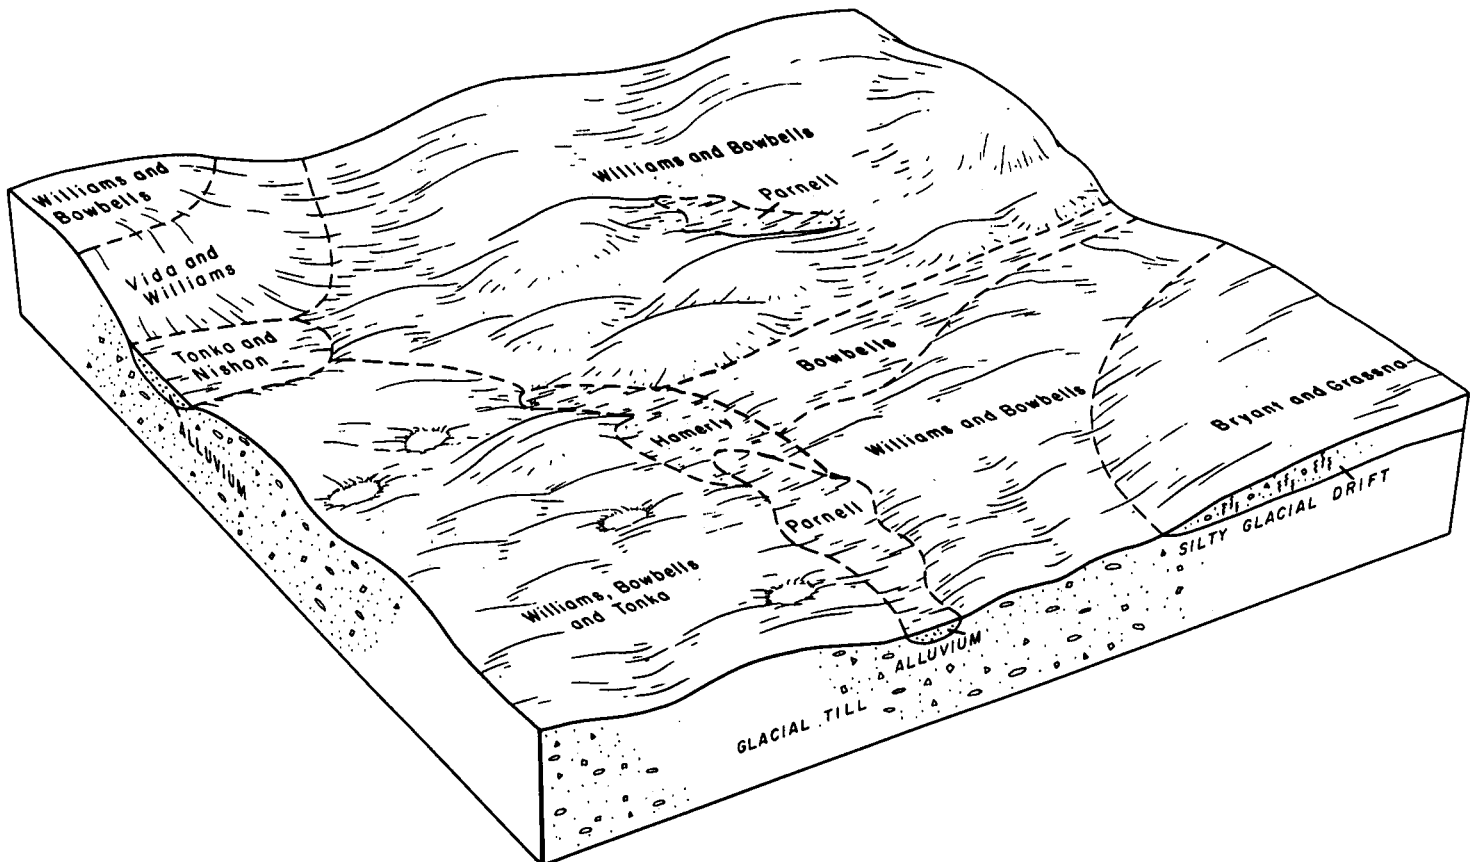 Williams and Bowbells
Parnell
Williams and
Bowbells
Vida and
Williams
Tonka and
Nishon
Bowbells
Hamerly
Williams and Bowbells
Bryant and Grassna
Parnell
ALLUVIUM
SILTY GLACIAL DRIFT
Williams, Bowbells
and Tonka
ALLUVIUM
GLACIAL TILL